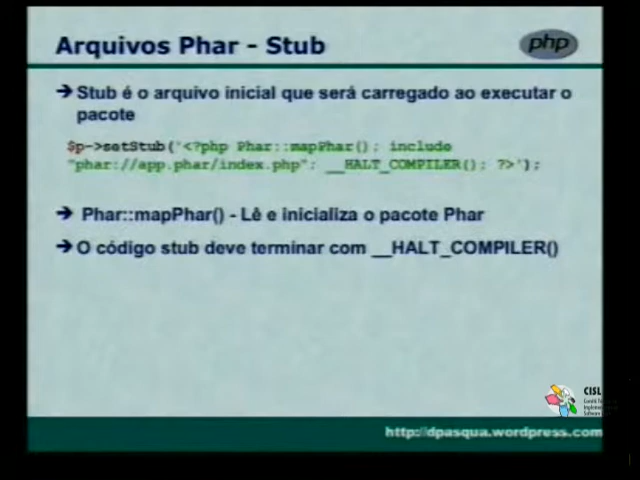 Arquivos Phar - Stub
php
Stub é o arquivo inicial que será carregado ao executar o
pacote
$p->setStub('<?php Phar::mapPhar(); include
"phar://app.phar/index.php"; __HALT_COMPILER(); ?>');
Phar::mapPhar() - Lê e inicializa o pacote Phar
O código stub deve terminar com __HALT_COMPILER()
CISL
http://dpasqua.wordpress.com